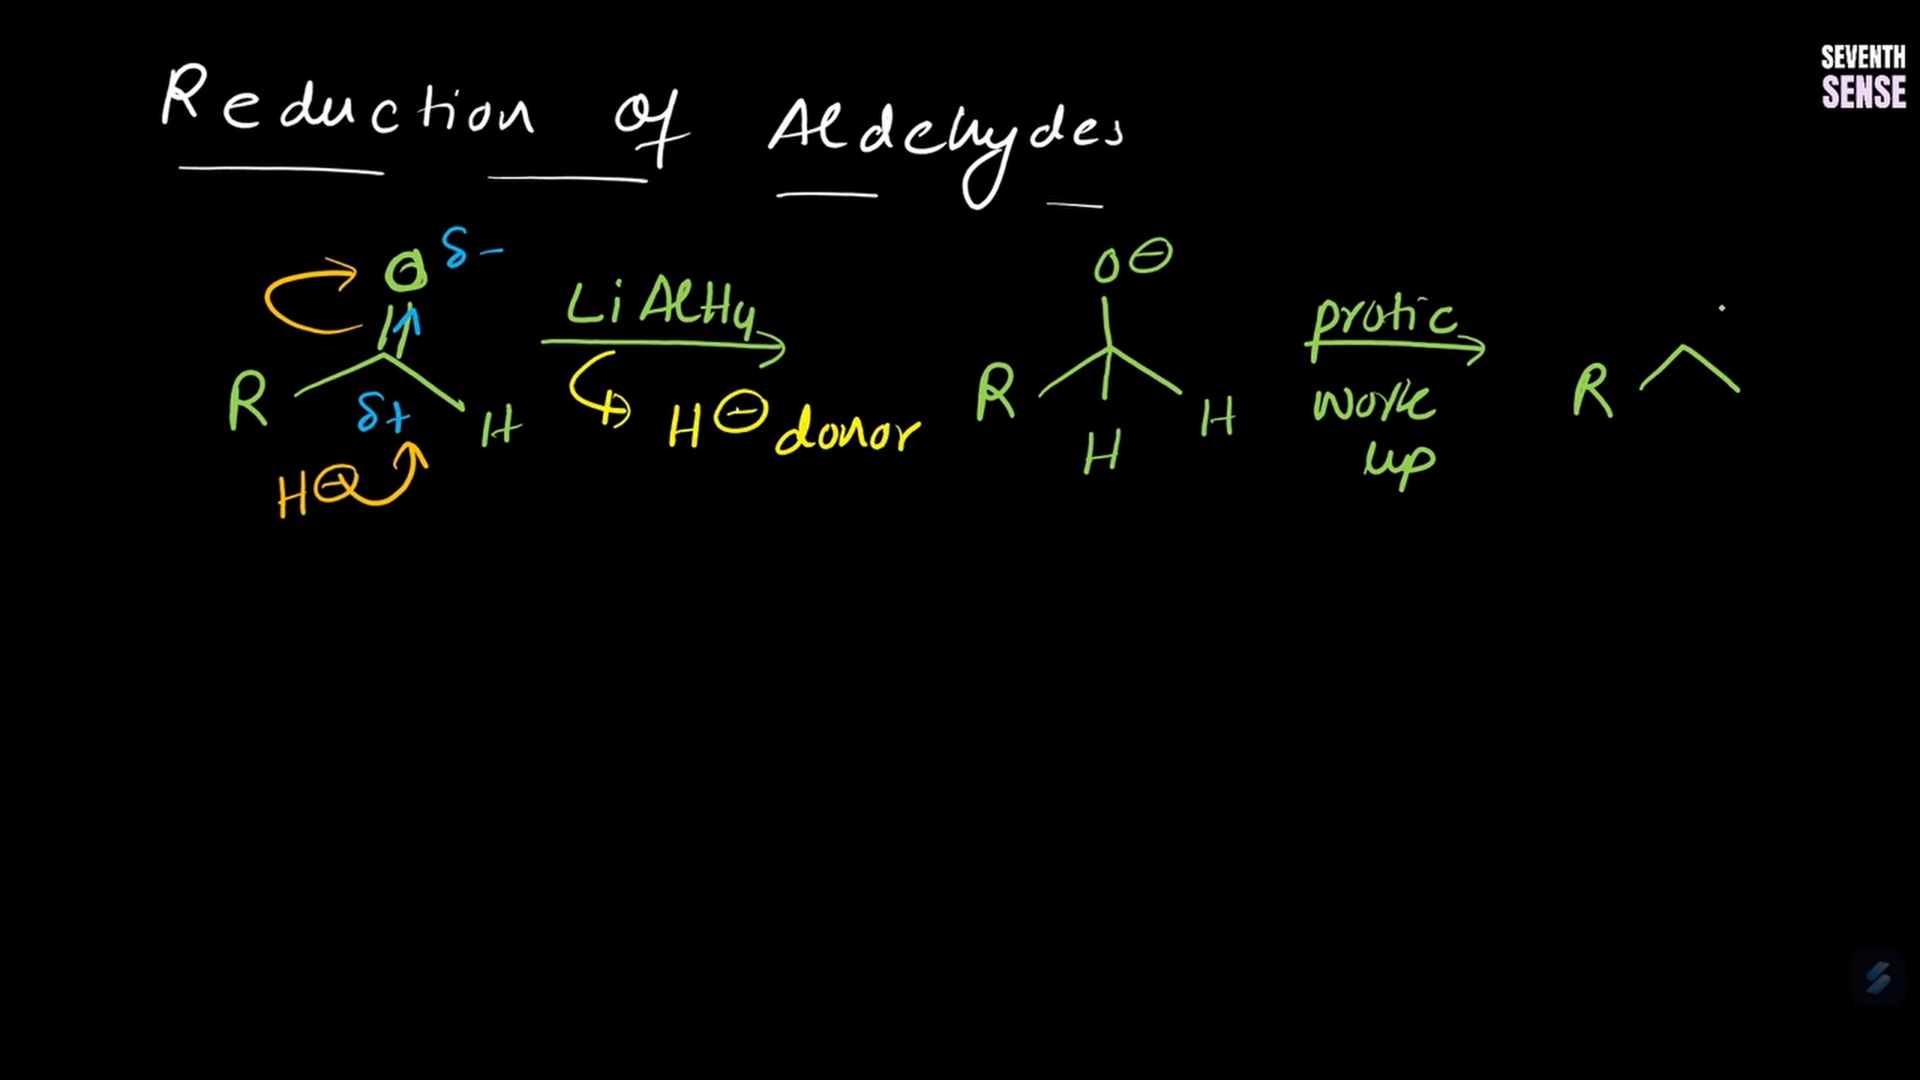 SEVENTH
SENSE
Reduction of Aldehydes
O δ-
R δ+ H
H⊖
LiAlH4
H⊖ donor
O⊖
R H
H
protic
work
up
R